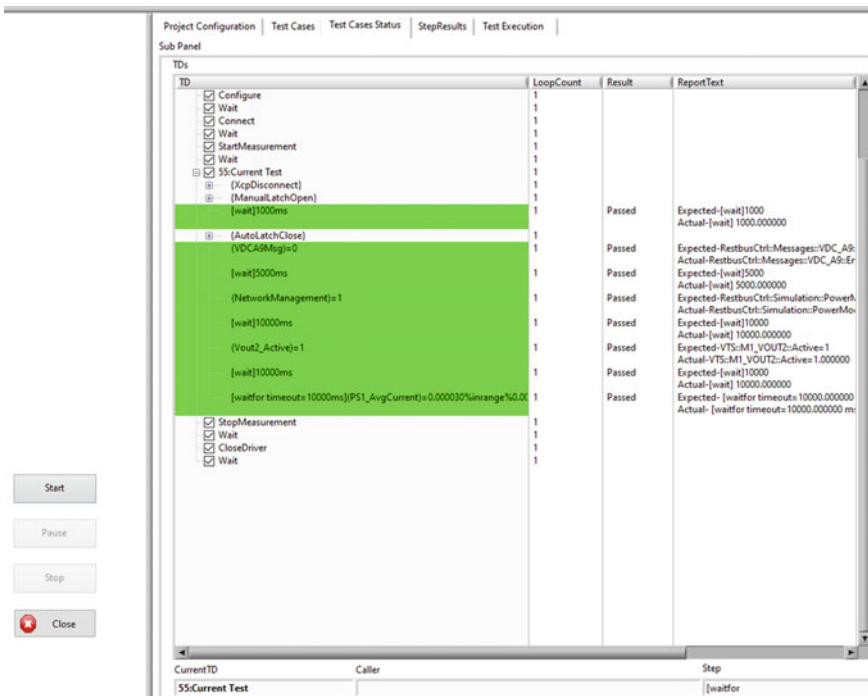 Project Configuration Test Cases Test Cases Status StepResults Test Execution
Sub Panel
TDs
TD LoopCount Result ReportText
Configure 1
Wait 1
Connect 1
Wait 1
StartMeasurement 1
Wait 1
55:Current Test 1
{XcpDisconnect} 1
{ManualLatchOpen} 1
[wait]1000ms 1 Passed Expected-[wait]1000
Actual-[wait] 1000.000000
{AutoLatchClose} 1
(VDCA9Msg)=0 1 Passed Expected-RestbusCtrl::Messages::VDC_A9:
Actual-RestbusCtrl::Messages::VDC_A9::Er
[wait]5000ms 1 Passed Expected-[wait]5000
Actual-[wait] 5000.000000
(NetworkManagement)=1 1 Passed Expected-RestbusCtrl::Simulation::PowerM
Actual-RestbusCtrl::Simulation::PowerMo
[wait]10000ms 1 Passed Expected-[wait]10000
Actual-[wait] 10000.000000
(Vout2_Active)=1 1 Passed Expected-VTS::M1_VOUT2::Active=1
Actual-VTS::M1_VOUT2::Active=1.000000
[wait]10000ms 1 Passed Expected-[wait]10000
Actual-[wait] 10000.000000
[waitfor timeout=10000ms](PS1_AvgCurrent)=0.000030%inrange%0.00 1 Passed Expected- [waitfor timeout=10000.000000
Actual- [waitfor timeout=10000.000000 ms
StopMeasurement 1
Wait 1
CloseDriver 1
Wait 1
Start
Pause
Stop
Close
CurrentTD Caller Step
55:Current Test [waitfor